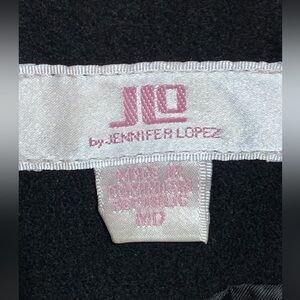 JLO
by JENNIFER LOPEZ
MADE IN
DOMINICAN
REPUBLIC
MD